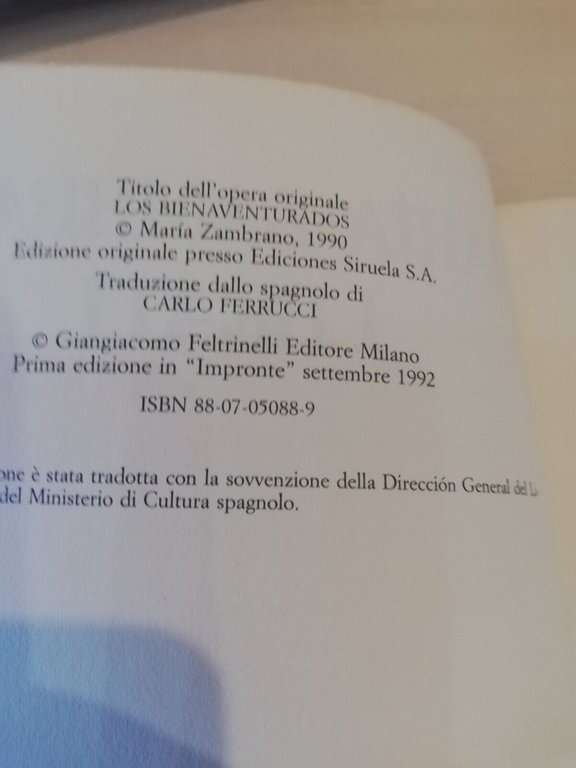 Titolo dell'opera originale
LOS BIENAVENTURADOS
© María Zambrano, 1990
Edizione originale presso Ediciones Siruela S.A.
Traduzione dallo spagnolo di
CARLO FERRUCCI
© Giangiacomo Feltrinelli Editore Milano
Prima edizione in "Impronte" settembre 1992
ISBN 88-07-05088-9
è stata tradotta con la sovvenzione della Dirección General del
del Ministerio di Cultura spagnolo.